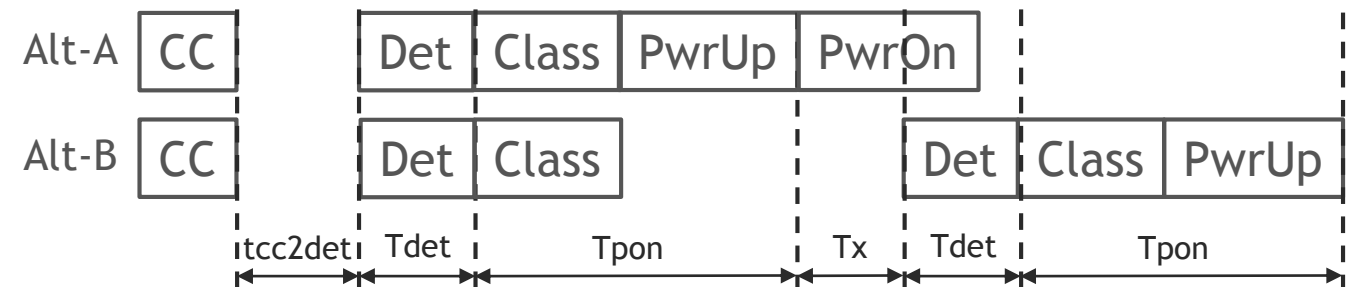 Alt-A CC Det Class PwrUp PwrOn
Alt-B CC Det Class Det Class PwrUp
tcc2det Tdet Tpon Tx Tdet Tpon